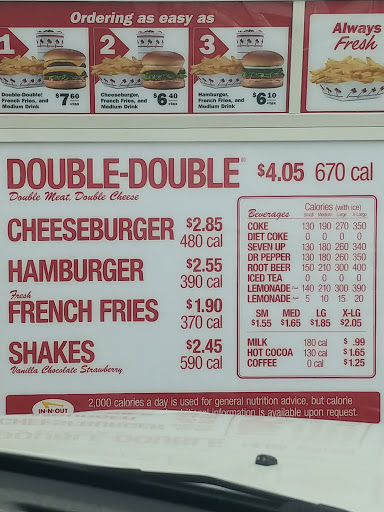 Ordering as easy as
1
2
3
Always
Fresh
Double-Double,
French Fries, and
Medium Drink
$7 60
+tax
Cheeseburger,
French Fries, and
Medium Drink
$6 40
+tax
Hamburger,
French Fries, and
Medium Drink
$6 10
+tax
DOUBLE-DOUBLE® $4.05 670 cal
Double Meat, Double Cheese
CHEESEBURGER $2.85
480 cal
HAMBURGER $2.55
390 cal
Fresh
FRENCH FRIES $1.90
370 cal
SHAKES $2.45
Vanilla Chocolate Strawberry 590 cal
Calories (with ice)
Beverages Small Medium Large X-Large
COKE 130 190 270 350
DIET COKE 0 0 0 0
SEVEN UP 130 180 260 340
DR PEPPER 130 180 260 350
ROOT BEER 150 210 300 400
ICED TEA 0 0 0 0
LEMONADE 140 210 300 390
LEMONADE 5 10 15 20
SM MED LG X-LG
$1.55 $1.65 $1.85 $2.05
MILK 180 cal $ .99
HOT COCOA 130 cal $1.65
COFFEE 0 cal $1.25
IN-N-OUT
2,000 calories a day is used for general nutrition advice, but calorie
information is available upon request.